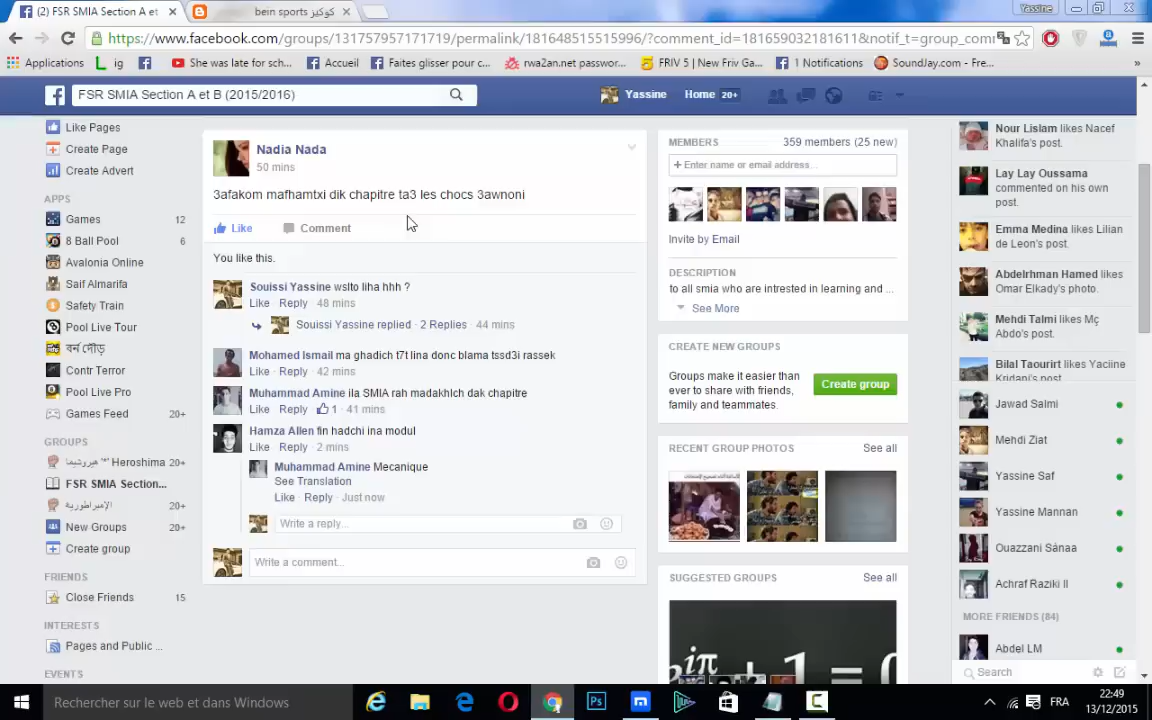 (2) FSR SMIA Section A et
bein sports كوكيز
Yassine
https://www.facebook.com/groups/131757957171719/permalink/181648515515996/?comment_id=181659032181611&notif_t=group_com
Applications
ig
She was late for sch...
Accueil
Faites glisser pour c...
rwa2an.net passwor...
FRIV 5 | New Friv Ga...
1 Notifications
SoundJay.com - Fre...
FSR SMIA Section A et B (2015/2016)
Yassine
Home 20+
Like Pages
Create Page
Create Advert
APPS
Games 12
8 Ball Pool 6
Avalonia Online
Saif Almarifa
Safety Train
Pool Live Tour
বর্ন দৌড়
Contr Terror
Pool Live Pro
Games Feed 20+
GROUPS
هيروشيما ™* Heroshima 20+
FSR SMIA Section...
الإمبراطورية 20+
New Groups 20+
Create group
FRIENDS
Close Friends 15
INTERESTS
Pages and Public ...
EVENTS
Nadia Nada
50 mins
3afakom mafhamtxi dik chapitre ta3 les chocs 3awnoni
Like Comment
You like this.
Souissi Yassine wslto liha hhh ?
Like · Reply · 48 mins
Souissi Yassine replied · 2 Replies · 44 mins
Mohamed Ismail ma ghadich t7t lina donc blama tssd3i rassek
Like · Reply · 42 mins
Muhammad Amine ila SMIA rah madakhlch dak chapitre
Like · Reply · 1 · 41 mins
Hamza Allen fin hadchi ina modul
Like · Reply · 2 mins
Muhammad Amine Mecanique
See Translation
Like · Reply · Just now
Write a reply...
Write a comment...
MEMBERS 359 members (25 new)
+ Enter name or email address...
Invite by Email
DESCRIPTION
to all smia who are intrested in learning and ...
See More
CREATE NEW GROUPS
Groups make it easier than
ever to share with friends,
family and teammates.
Create group
RECENT GROUP PHOTOS See all
SUGGESTED GROUPS See all
Nour Lislam likes Nacef
Khalifa's post.
Lay Lay Oussama
commented on his own
post.
Emma Medina likes Lilian
de Leon's post.
Abdelrhman Hamed likes
Omar Elkady's photo.
Mehdi Talmi likes Mç
Abdo's post.
Bilal Taourirt likes Yaciine
Kridani's post
Jawad Salmi
Mehdi Ziat
Yassine Saf
Yassine Mannan
Ouazzani Sánaa
Achraf Raziki II
MORE FRIENDS (84)
Abdel LM
Search
Rechercher sur le web et dans Windows
FRA
22:49
13/12/2015